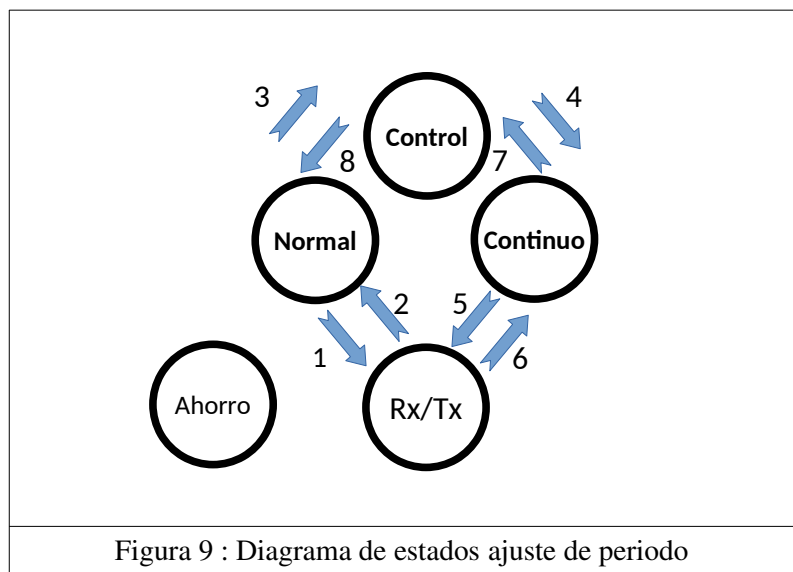 3
Control
4
8
7
Normal
Continuo
2
5
1
6
Ahorro
Rx/Tx
Figura 9 : Diagrama de estados ajuste de periodo